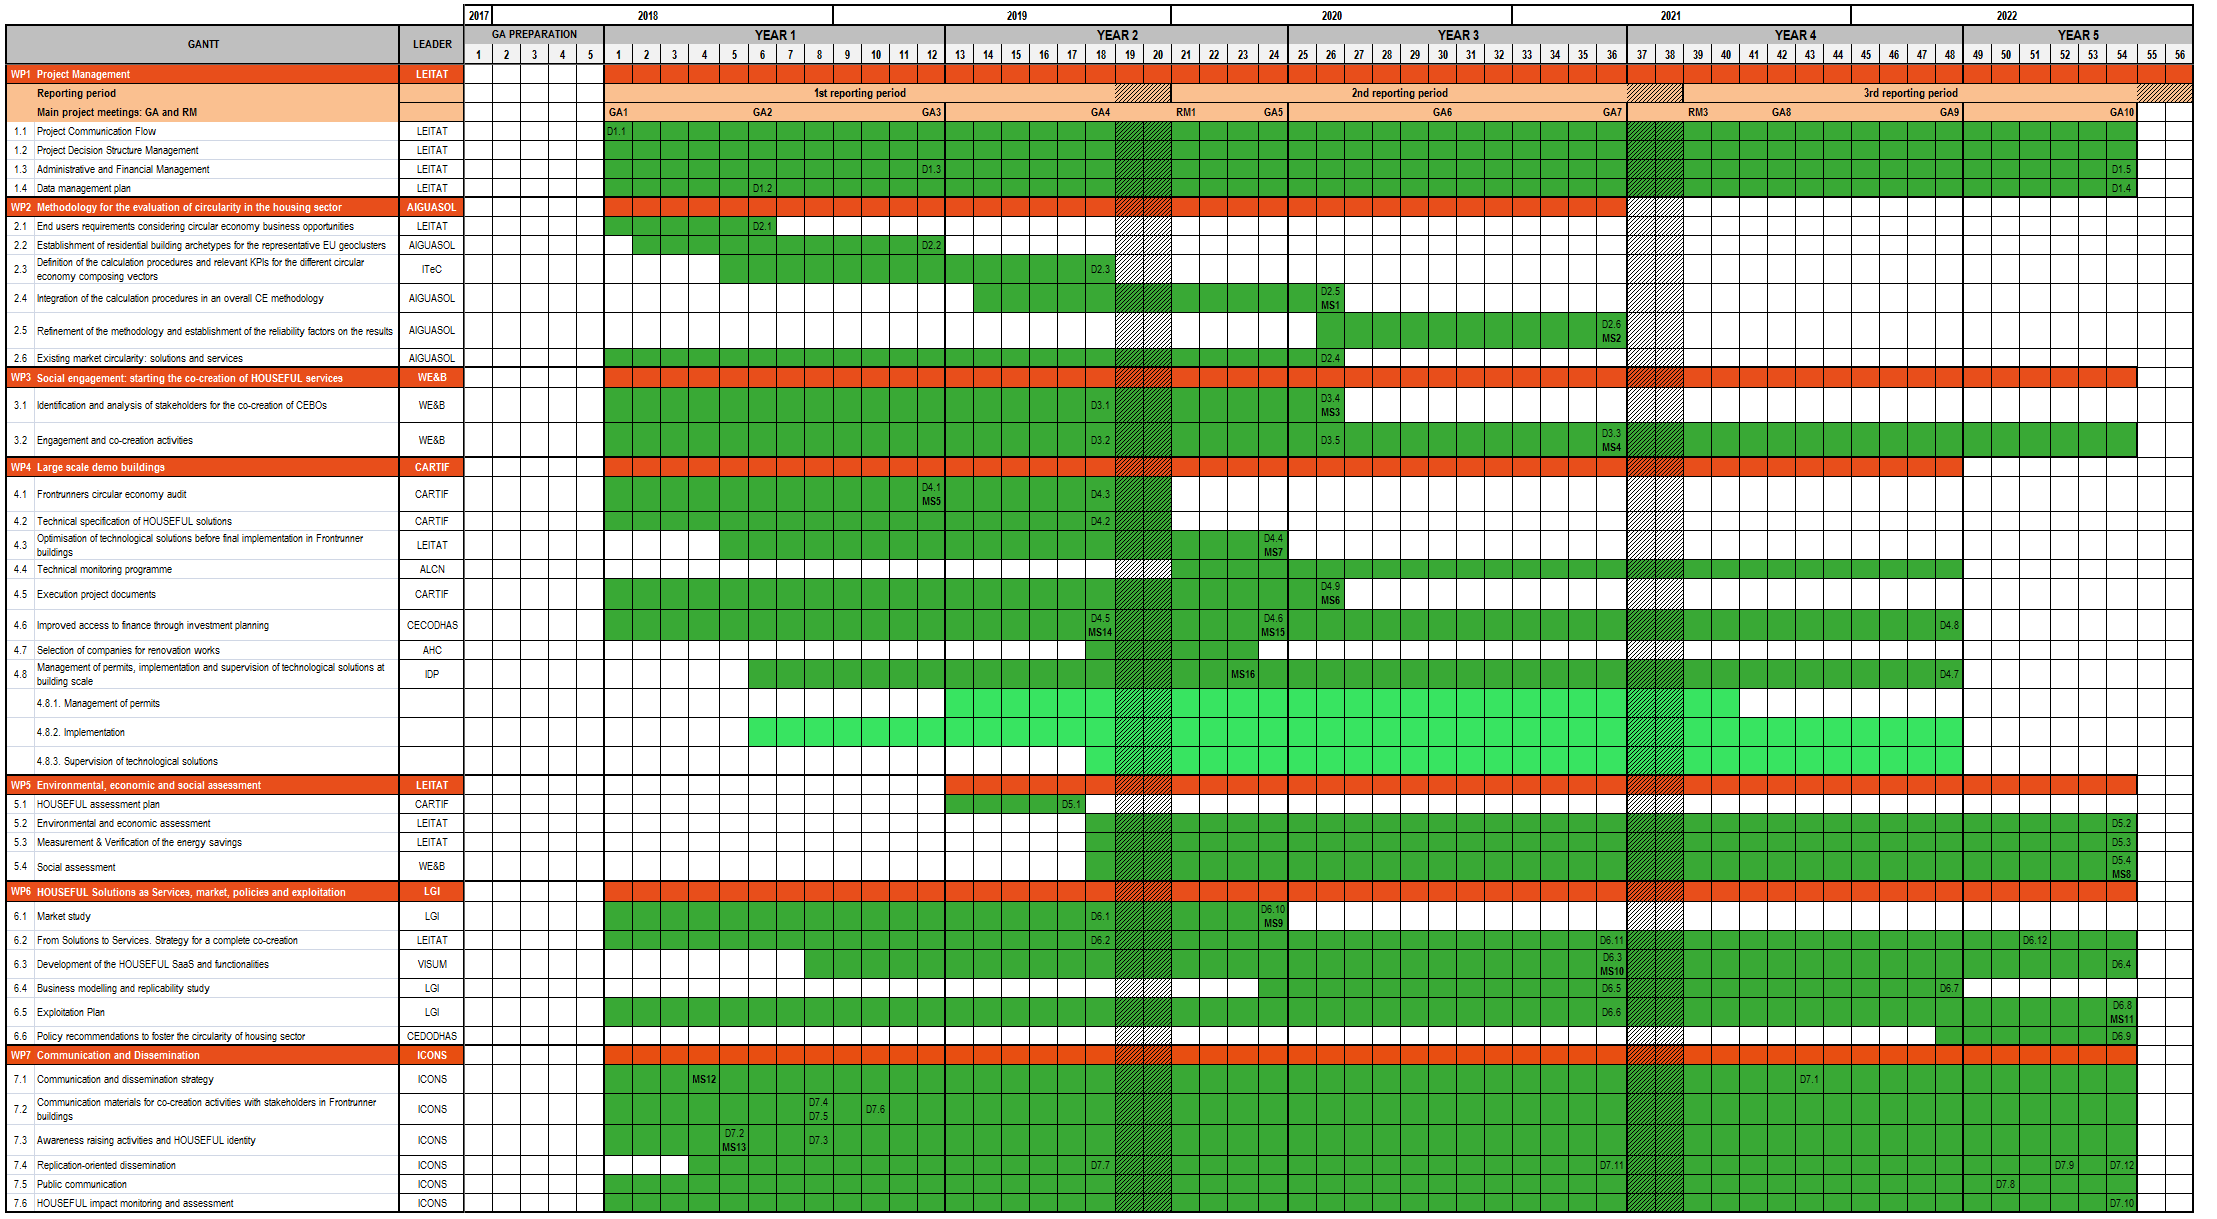 2017 2018 2019 2020 2021 2022
GANTT LEADER GA PREPARATION YEAR 1 YEAR 2 YEAR 3 YEAR 4 YEAR 5
1 2 3 4 5 1 2 3 4 5 6 7 8 9 10 11 12 13 14 15 16 17 18 19 20 21 22 23 24 25 26 27 28 29 30 31 32 33 34 35 36 37 38 39 40 41 42 43 44 45 46 47 48 49 50 51 52 53 54 55 56
WP1 Project Management LEITAT
Reporting period 1st reporting period 2nd reporting period 3rd reporting period
Main project meetings: GA and RM GA1 GA2 GA3 GA4 RM1 GA5 GA6 GA7 RM3 GA8 GA9 GA10
1.1 Project Communication Flow LEITAT D1.1
1.2 Project Decision Structure Management LEITAT
1.3 Administrative and Financial Management LEITAT D1.3 D1.5
1.4 Data management plan LEITAT D1.2 D1.4
WP2 Methodology for the evaluation of circularity in the housing sector AIGUASOL
2.1 End users requirements considering circular economy business opportunities LEITAT D2.1
2.2 Establishment of residential building archetypes for the representative EU geoclusters AIGUASOL D2.2
2.3 Definition of the calculation procedures and relevant KPIs for the different circular
economy composing vectors ITeC D2.3
2.4 Integration of the calculation procedures in an overall CE methodology AIGUASOL D2.5
MS1
2.5 Refinement of the methodology and establishment of the reliability factors on the results AIGUASOL D2.6
MS2
2.6 Existing market circularity: solutions and services AIGUASOL D2.4
WP3 Social engagement: starting the co-creation of HOUSEFUL services WE&B
3.1 Identification and analysis of stakeholders for the co-creation of CEBOs WE&B D3.1 D3.4
MS3
3.2 Engagement and co-creation activities WE&B D3.2 D3.5 D3.3
MS4
WP4 Large scale demo buildings CARTIF
4.1 Frontrunners circular economy audit CARTIF D4.1 D4.3
MS5
4.2 Technical specification of HOUSEFUL solutions CARTIF D4.2
4.3 Optimisation of technological solutions before final implementation in Frontrunner
buildings LEITAT D4.4
MS7
4.4 Technical monitoring programme ALCN
4.5 Execution project documents CARTIF D4.9
MS6
4.6 Improved access to finance through investment planning CECODHAS D4.5 D4.6 D4.8
MS14 MS15
4.7 Selection of companies for renovation works AHC
4.8 Management of permits, implementation and supervision of technological solutions at
building scale IDP MS16 D4.7
4.8.1. Management of permits
4.8.2. Implementation
4.8.3. Supervision of technological solutions
WP5 Environmental, economic and social assessment LEITAT
5.1 HOUSEFUL assessment plan CARTIF D5.1
5.2 Environmental and economic assessment LEITAT D5.2
5.3 Measurement & Verification of the energy savings LEITAT D5.3
5.4 Social assessment WE&B D5.4
MS8
WP6 HOUSEFUL Solutions as Services, market, policies and exploitation LGI
6.1 Market study LGI D6.1 D6.10
MS9
6.2 From Solutions to Services. Strategy for a complete co-creation LEITAT D6.2 D6.11 D6.12
6.3 Development of the HOUSEFUL SaaS and functionalities VISUM D6.3 D6.4
MS10
6.4 Business modelling and replicability study LGI D6.5 D6.7
6.5 Exploitation Plan LGI D6.6 D6.8
MS11
6.6 Policy recommendations to foster the circularity of housing sector CEDODHAS D6.9
WP7 Communication and Dissemination ICONS
7.1 Communication and dissemination strategy ICONS MS12 D7.1
7.2 Communication materials for co-creation activities with stakeholders in Frontrunner
buildings ICONS D7.4 D7.6
D7.5
7.3 Awareness raising activities and HOUSEFUL identity ICONS D7.2 D7.3
MS13
7.4 Replication-oriented dissemination ICONS D7.7 D7.11 D7.9 D7.12
7.5 Public communication ICONS D7.8
7.6 HOUSEFUL impact monitoring and assessment ICONS D7.10